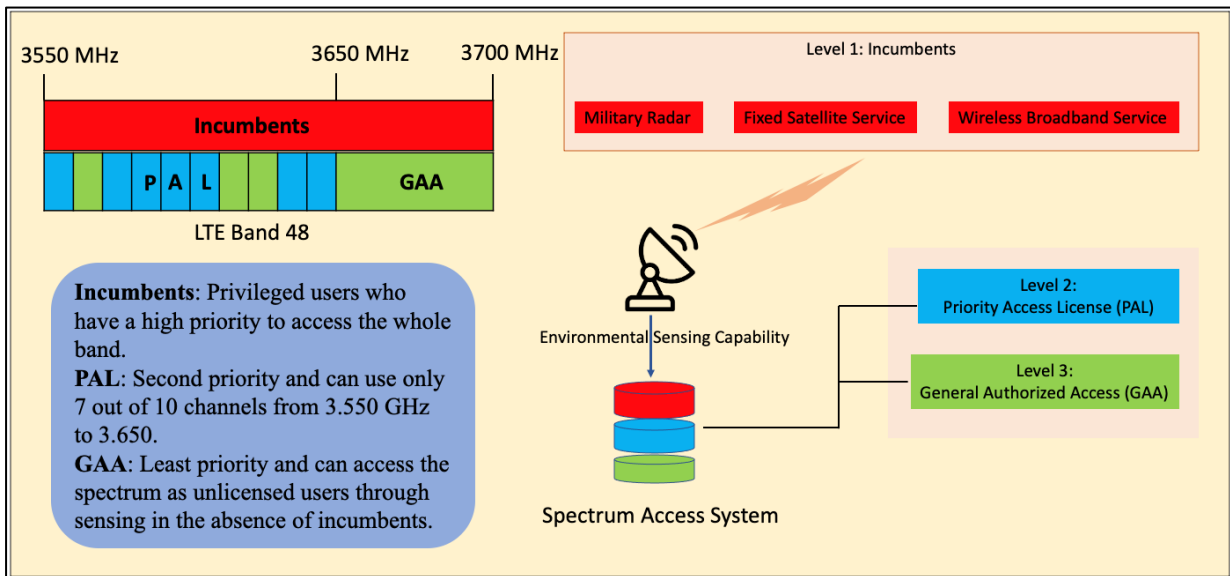 3550 MHz
3650 MHz
3700 MHz
Incumbents
P A L
GAA
LTE Band 48
Incumbents: Privileged users who
have a high priority to access the whole
band.
PAL: Second priority and can use only
7 out of 10 channels from 3.550 GHz
to 3.650.
GAA: Least priority and can access the
spectrum as unlicensed users through
sensing in the absence of incumbents.
Level 1: Incumbents
Military Radar
Fixed Satellite Service
Wireless Broadband Service
Environmental Sensing Capability
Spectrum Access System
Level 2:
Priority Access License (PAL)
Level 3:
General Authorized Access (GAA)